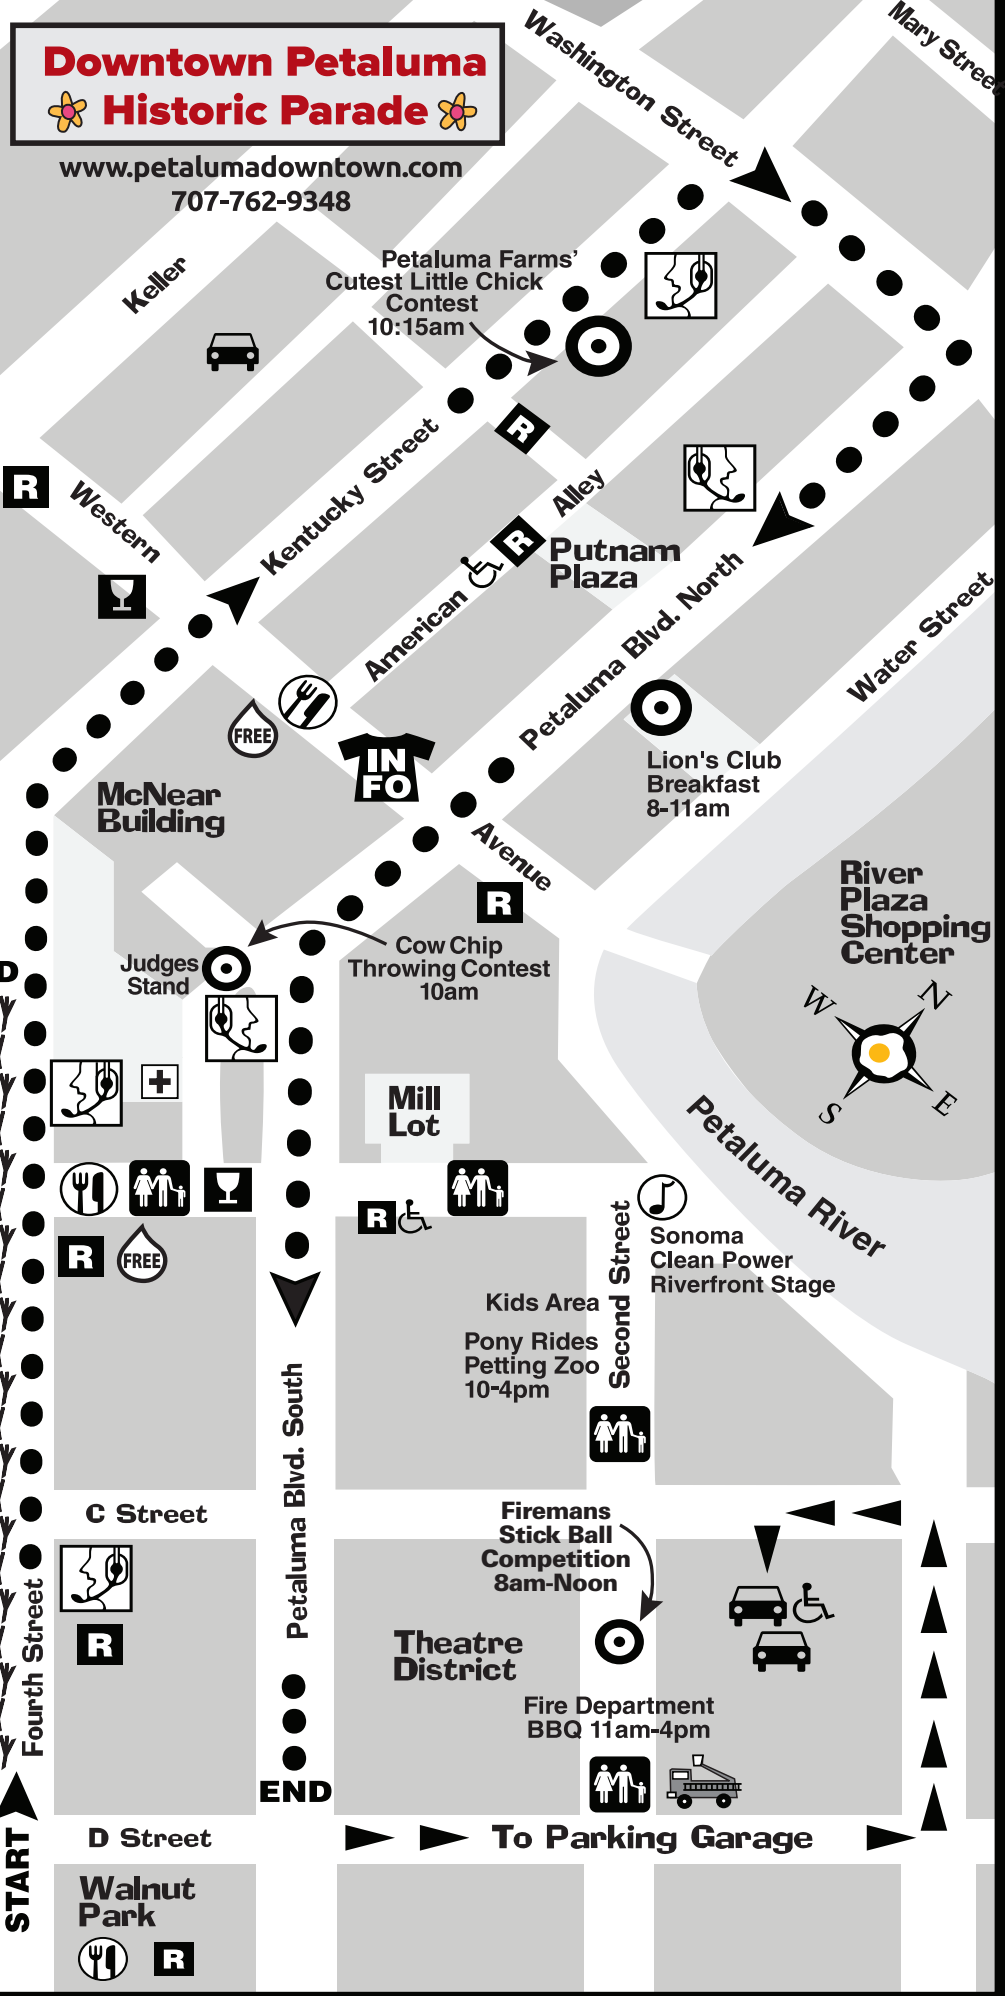 Downtown Petaluma
Historic Parade
www.petalumadowntown.com
707-762-9348
Washington Street
Mary Street
Keller
Petaluma Farms'
Cutest Little Chick
Contest
10:15am
R
R
Western
Kentucky Street
Alley
R
American
Putnam
Plaza
Petaluma Blvd. North
Water Street
FREE
IN
FO
Lion's Club
Breakfast
8-11am
McNear
Building
Avenue
R
River
Plaza
Shopping
Center
N
W
E
S
D
Judges
Stand
Cow Chip
Throwing Contest
10am
Mill
Lot
Petaluma River
R
R
FREE
Second Street
Sonoma
Clean Power
Riverfront Stage
Kids Area
Pony Rides
Petting Zoo
10-4pm
Petaluma Blvd. South
C Street
Firemans
Stick Ball
Competition
8am-Noon
R
Fourth Street
Theatre
District
Fire Department
BBQ 11am-4pm
END
START
D Street
To Parking Garage
Walnut
Park
R